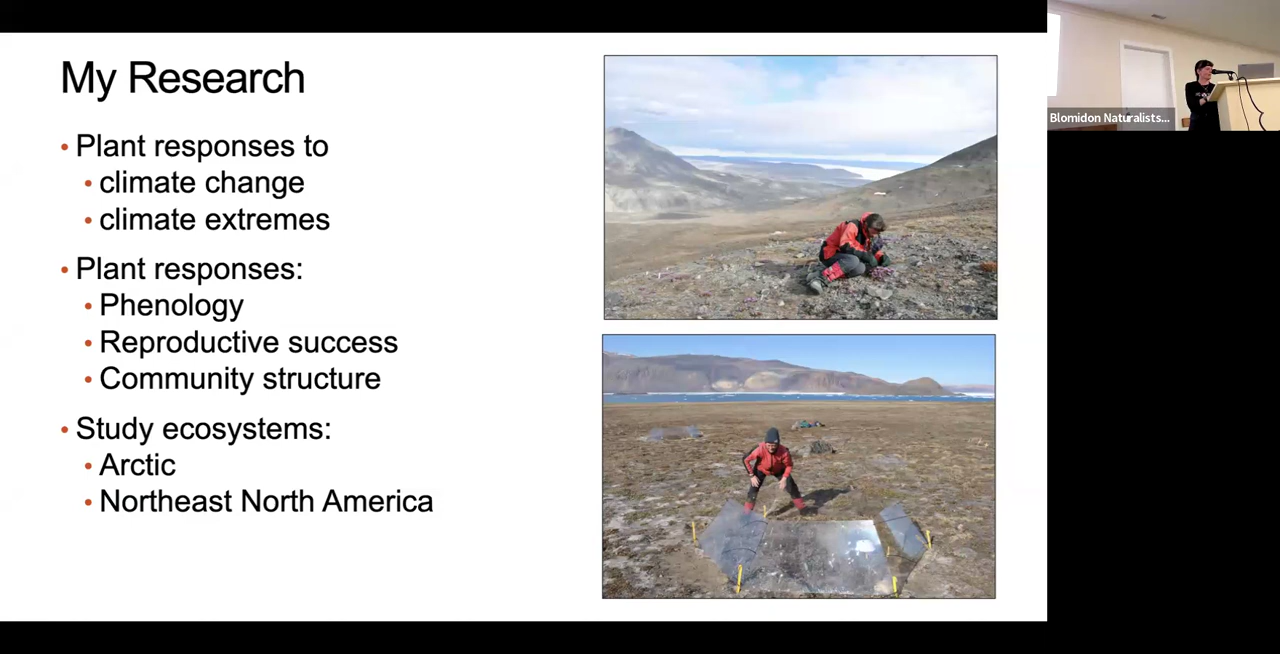 My Research
• Plant responses to
• climate change
• climate extremes
• Plant responses:
• Phenology
• Reproductive success
• Community structure
• Study ecosystems:
• Arctic
• Northeast North America
Blomidon Naturalists...